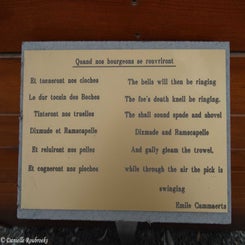 Quand nos bourgeons se rouvriront
Et tonneront nos cloches
Le dur tocsin des Boches
Tinteront nos truelles
Dixmude et Ramscapelle
Et reluiront nos pelles
Et cogneront nos pioches
The bells will then be ringing
The foe's death knell be ringing.
The shall sound spade and shovel
Dixmude and Ramscapelle
And gaily gleam the trowel.
while through the air the pick is
swinging
Emile Cammaerts
© Danielle Roubroeks